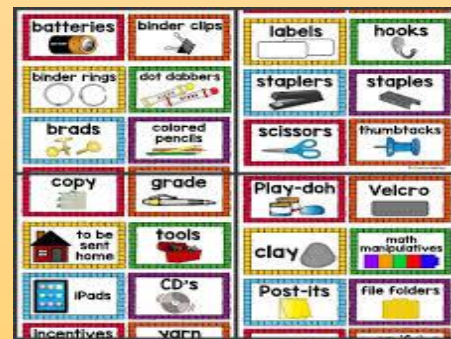 batteries
binder clips
labels
hooks
binder rings
dot dabbers
staplers
staples
brads
colored
pencils
scissors
thumbtacks
copy
grade
Play-doh
Velcro
to be
sent
home
tools
clay
math
manipulatives
iPads
CD's
Post-its
file folders
incentives
yarn